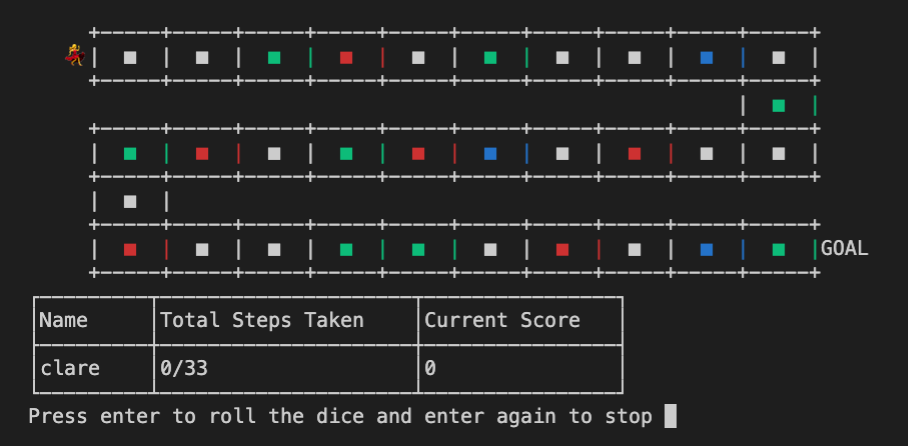 GOAL
Name Total Steps Taken Current Score
clare 0/33 0
Press enter to roll the dice and enter again to stop